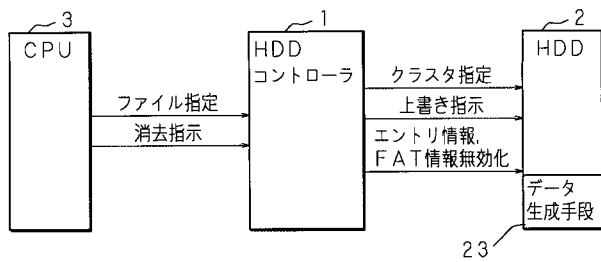 3
1
2
CPU
HDD
コントローラ
HDD
ファイル指定
消去指示
クラスタ指定
上書き指示
エントリ情報,
FAT情報無効化
データ
生成手段
23